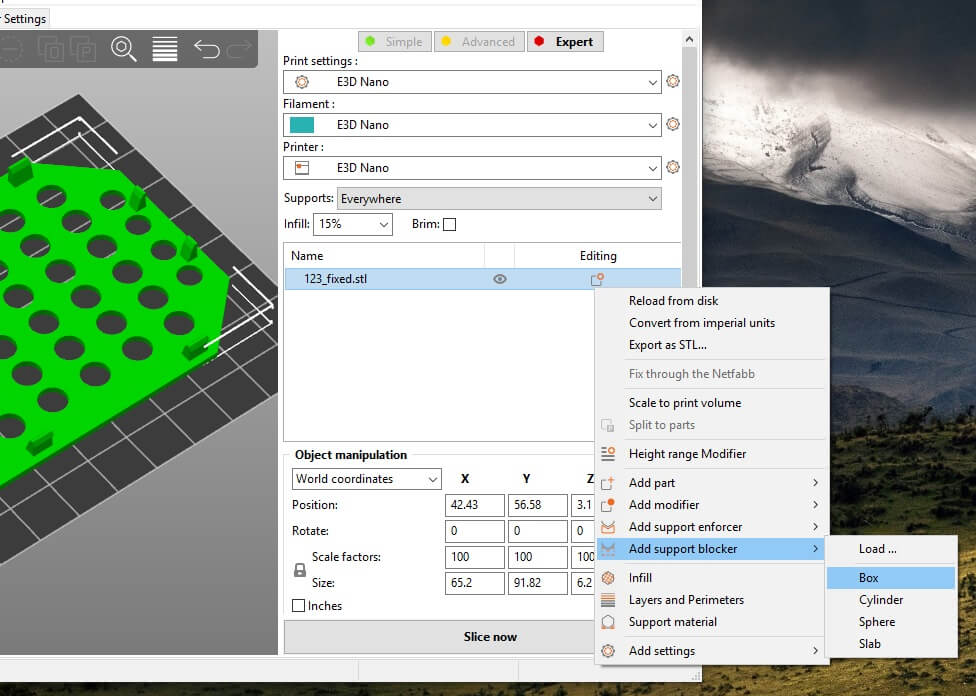 Settings
Simple
Advanced
Expert
Print settings :
E3D Nano
Filament :
E3D Nano
Printer :
E3D Nano
Supports: Everywhere
Infill: 15% Brim:
Name Editing
123_fixed.stl
Reload from disk
Convert from imperial units
Export as STL...
Fix through the Netfabb
Scale to print volume
Split to parts
Height range Modifier
Add part
Add modifier
Add support enforcer
Add support blocker
Infill
Layers and Perimeters
Support material
Add settings
Load ...
Box
Cylinder
Sphere
Slab
Object manipulation
World coordinates X Y Z
Position: 42.43 56.58 3.1
Rotate: 0 0 0
Scale factors: 100 100 100
Size: 65.2 91.82 6.2
Inches
Slice now